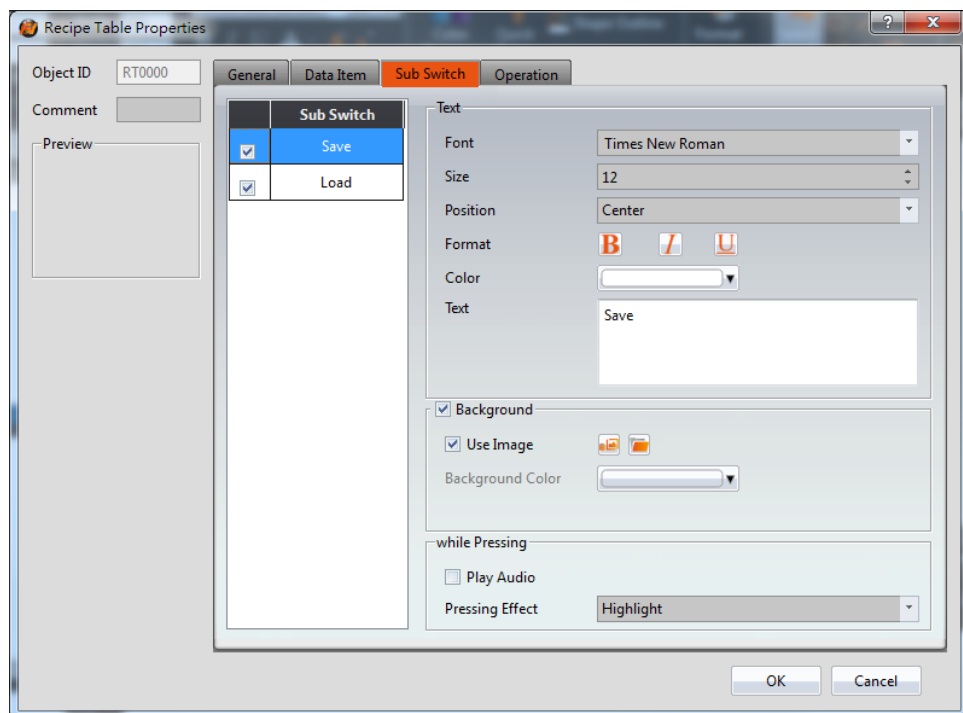 Recipe Table Properties
Object ID RT0000
Comment
Preview
General Data Item Sub Switch Operation
Sub Switch
Save
Load
Text
Font Times New Roman
Size 12
Position Center
Format B I U
Color
Text Save
Background
Use Image
Background Color
while Pressing
Play Audio
Pressing Effect Highlight
OK Cancel